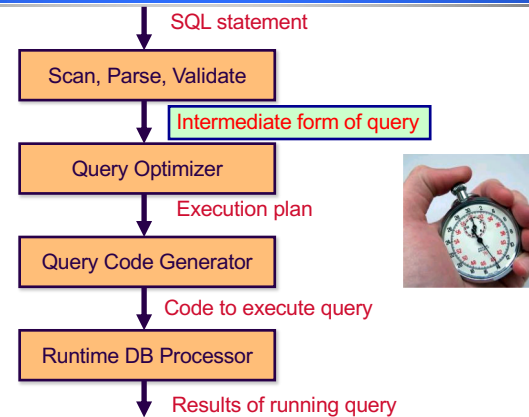 SQL statement
Scan, Parse, Validate
Intermediate form of query
Query Optimizer
Execution plan
Query Code Generator
Code to execute query
Runtime DB Processor
Results of running query